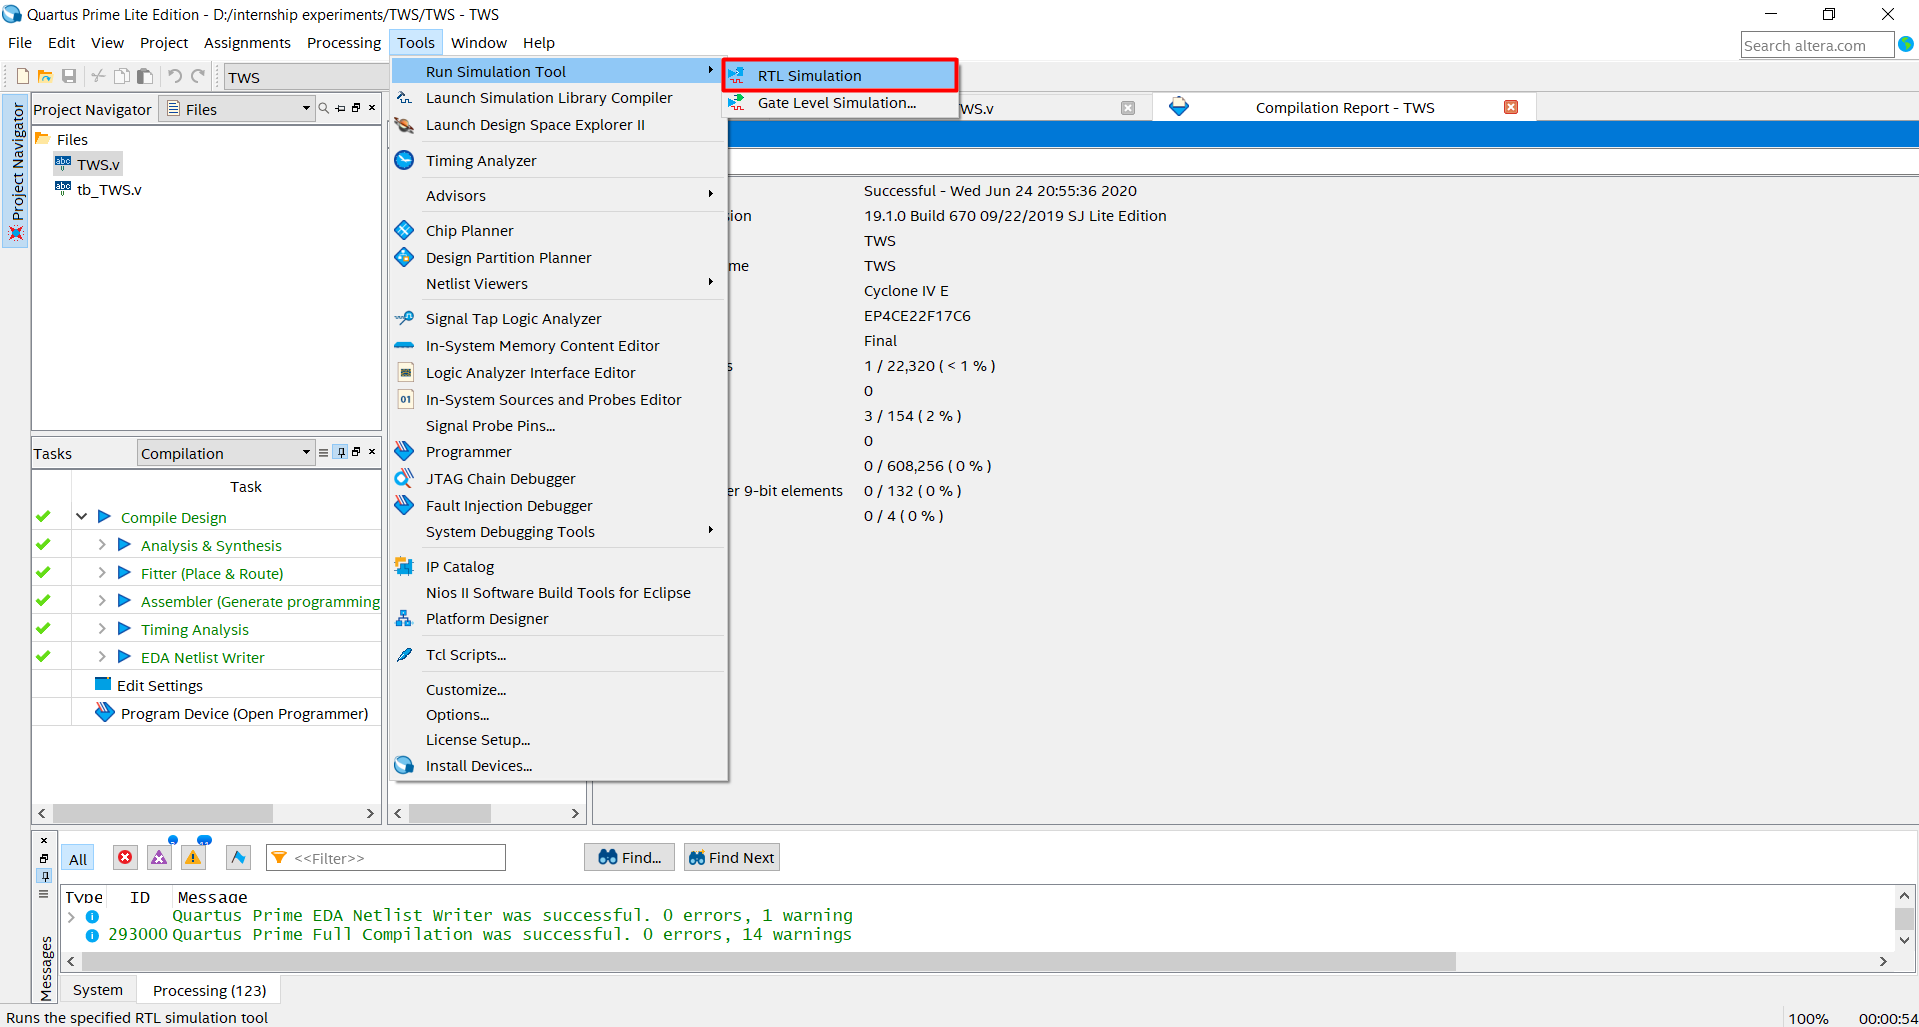 Quartus Prime Lite Edition - D:/internship experiments/TWS/TWS - TWS
File Edit View Project Assignments Processing Tools Window Help
Search altera.com
TWS
Project Navigator
Project Navigator Files
Files
TWS.v
tb_TWS.v
Run Simulation Tool
Launch Simulation Library Compiler
Launch Design Space Explorer II
Timing Analyzer
Advisors
Chip Planner
Design Partition Planner
Netlist Viewers
Signal Tap Logic Analyzer
In-System Memory Content Editor
Logic Analyzer Interface Editor
In-System Sources and Probes Editor
Signal Probe Pins...
Programmer
JTAG Chain Debugger
Fault Injection Debugger
System Debugging Tools
IP Catalog
Nios II Software Build Tools for Eclipse
Platform Designer
Tcl Scripts...
Customize...
Options...
License Setup...
Install Devices...
RTL Simulation
Gate Level Simulation...
WS.v
Compilation Report - TWS
Successful - Wed Jun 24 20:55:36 2020
sion 19.1.0 Build 670 09/22/2019 SJ Lite Edition
TWS
me TWS
Cyclone IV E
EP4CE22F17C6
Final
s 1 / 22,320 ( < 1 % )
0
3 / 154 ( 2 % )
0
0 / 608,256 ( 0 % )
er 9-bit elements 0 / 132 ( 0 % )
0 / 4 ( 0 % )
Tasks Compilation
Task
Compile Design
Analysis & Synthesis
Fitter (Place & Route)
Assembler (Generate programming
Timing Analysis
EDA Netlist Writer
Edit Settings
Program Device (Open Programmer)
All <<Filter>> Find... Find Next
Type ID Message
Quartus Prime EDA Netlist Writer was successful. 0 errors, 1 warning
293000 Quartus Prime Full Compilation was successful. 0 errors, 14 warnings
Messages
System Processing (123)
Runs the specified RTL simulation tool
100% 00:00:54